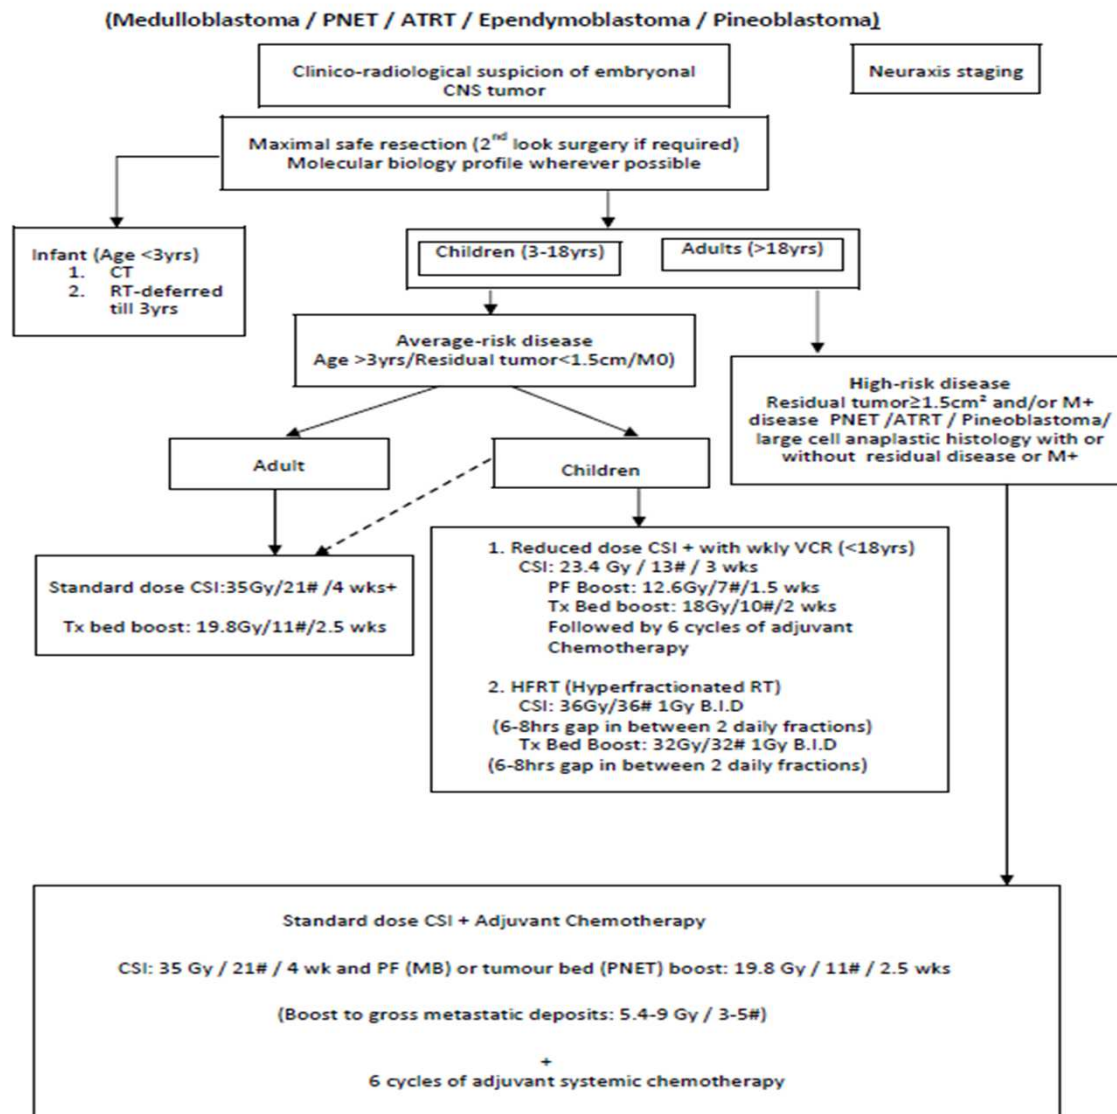 (Medulloblastoma / PNET / ATRT / Ependymoblastoma / Pineoblastoma)
Clinico-radiological suspicion of embryonal
CNS tumor
Neuraxis staging
Maximal safe resection (2nd look surgery if required)
Molecular biology profile wherever possible
Infant (Age <3yrs)
1. CT
2. RT-deferred
till 3yrs
Children (3-18yrs)
Adults (>18yrs)
Average-risk disease
Age >3yrs/Residual tumor<1.5cm/M0)
High-risk disease
Residual tumor≥1.5cm² and/or M+
disease PNET /ATRT / Pineoblastoma/
large cell anaplastic histology with or
without residual disease or M+
Adult
Children
Standard dose CSI:35Gy/21# /4 wks+
Tx bed boost: 19.8Gy/11#/2.5 wks
1. Reduced dose CSI + with wkly VCR (<18yrs)
CSI: 23.4 Gy / 13# / 3 wks
PF Boost: 12.6Gy/7#/1.5 wks
Tx Bed boost: 18Gy/10#/2 wks
Followed by 6 cycles of adjuvant
Chemotherapy
2. HFRT (Hyperfractionated RT)
CSI: 36Gy/36# 1Gy B.I.D
(6-8hrs gap in between 2 daily fractions)
Tx Bed Boost: 32Gy/32# 1Gy B.I.D
(6-8hrs gap in between 2 daily fractions)
Standard dose CSI + Adjuvant Chemotherapy
CSI: 35 Gy / 21# / 4 wk and PF (MB) or tumour bed (PNET) boost: 19.8 Gy / 11# / 2.5 wks
(Boost to gross metastatic deposits: 5.4-9 Gy / 3-5#)
+
6 cycles of adjuvant systemic chemotherapy